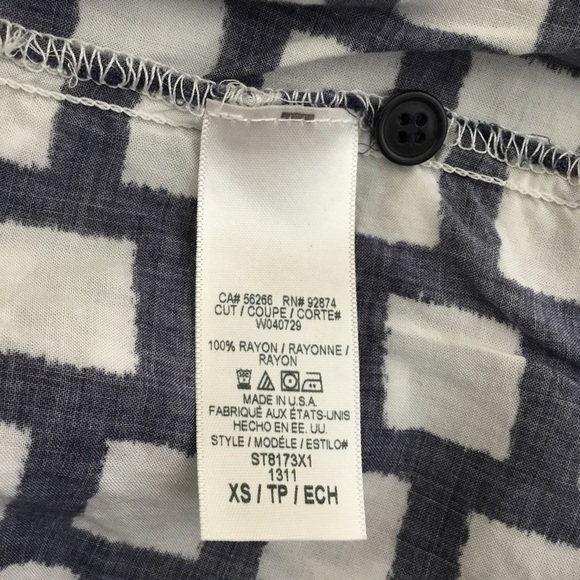 CA# 56266 RN# 92874
CUT / COUPE / CORTE#
W040729
100% RAYON / RAYONNE /
RAYON
MADE IN U.S.A.
FABRIQUÉ AUX ÉTATS-UNIS
HECHO EN EE. UU.
STYLE / MODÉLE / ESTILO#
ST8173X1
1311
XS / TP / ECH